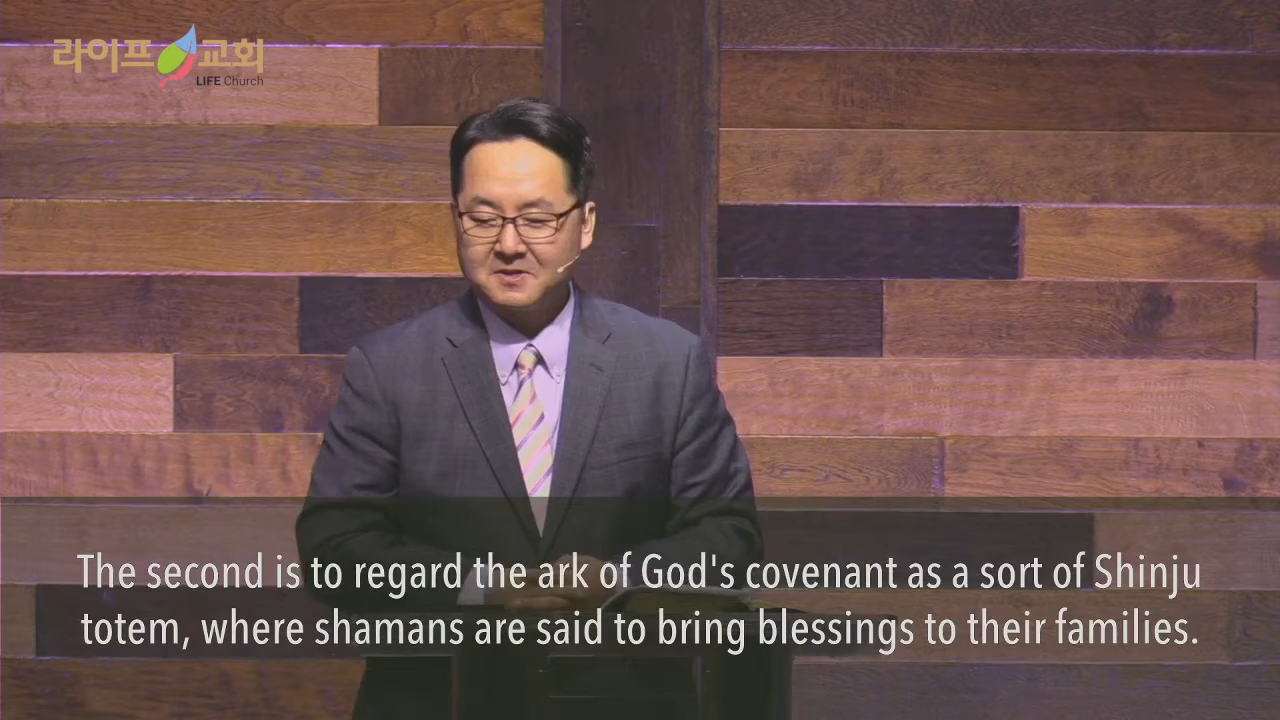 라이프 교회
LIFE Church
The second is to regard the ark of God's covenant as a sort of Shinju
totem, where shamans are said to bring blessings to their families.